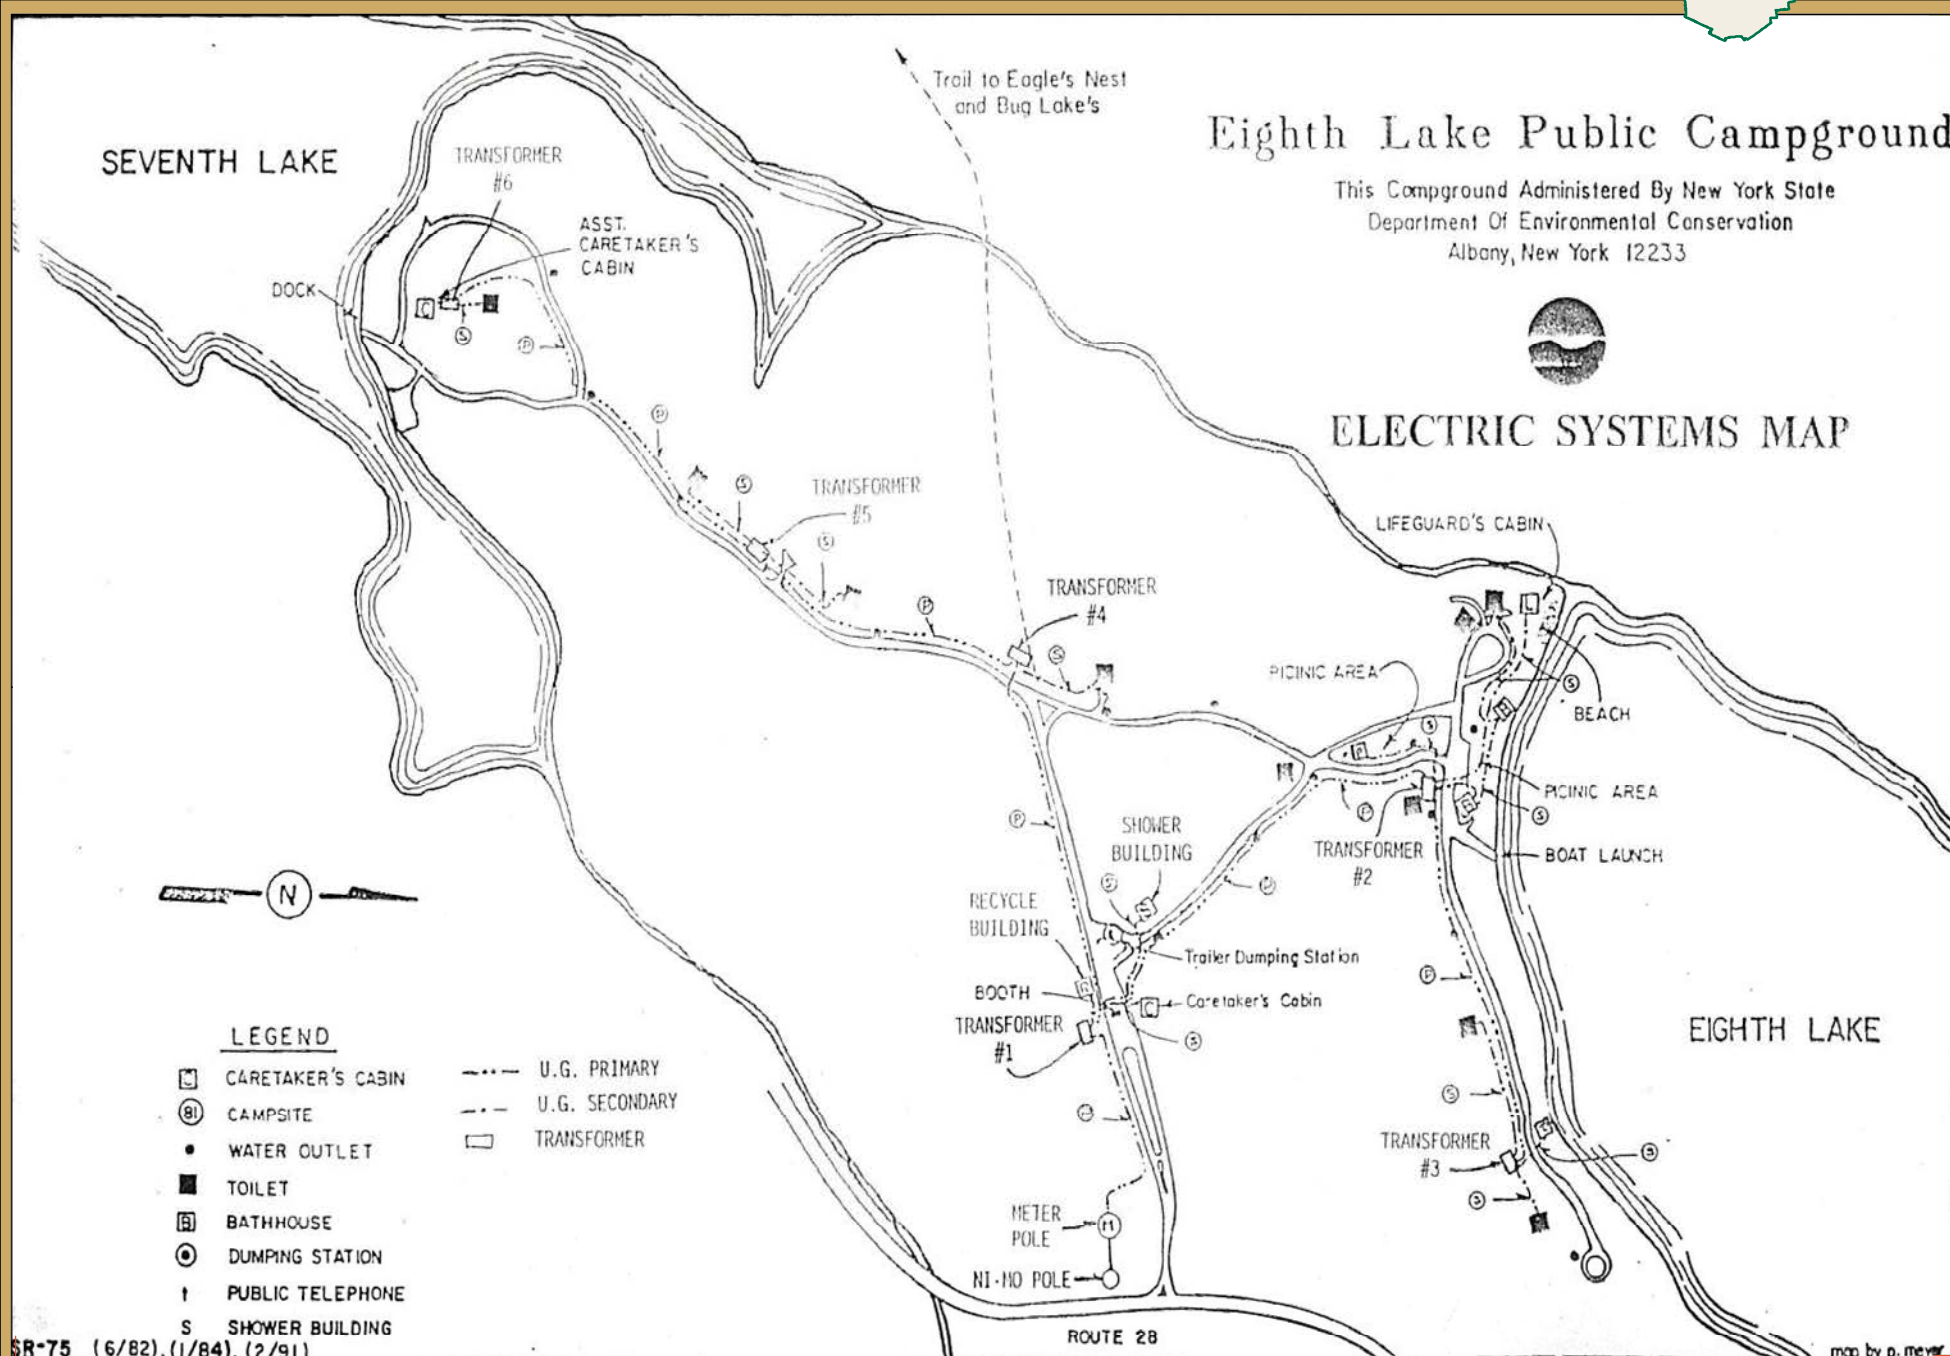 Trail to Eagle's Nest
and Bug Lake's
Eighth Lake Public Campground
This Campground Administered By New York State
Department Of Environmental Conservation
Albany, New York 12233
ELECTRIC SYSTEMS MAP
SEVENTH LAKE
TRANSFORMER
#6
ASST.
CARETAKER'S
CABIN
DOCK
C
S
P
P
S
TRANSFORMER
#5
S
P
TRANSFORMER
#4
S
LIFEGUARD'S CABIN
L
PICINIC AREA
S
BEACH
B
S
P
PICINIC AREA
S
B
P
TRANSFORMER
#2
BOAT LAUNCH
P
SHOWER
BUILDING
S
S
P
RECYCLE
BUILDING
Trailer Dumping Station
R
BOOTH
C
Caretaker's Cabin
TRANSFORMER
#1
S
P
P
EIGHTH LAKE
S
TRANSFORMER
#3
S
S
METER
POLE
M
NI-MO POLE
ROUTE 28
N
LEGEND
C CARETAKER'S CABIN
81 CAMPSITE
WATER OUTLET
TOILET
B BATHHOUSE
DUMPING STATION
PUBLIC TELEPHONE
S SHOWER BUILDING
U.G. PRIMARY
U.G. SECONDARY
TRANSFORMER
SR-75 (6/82),(1/84),(2/91)
map by p. meyer